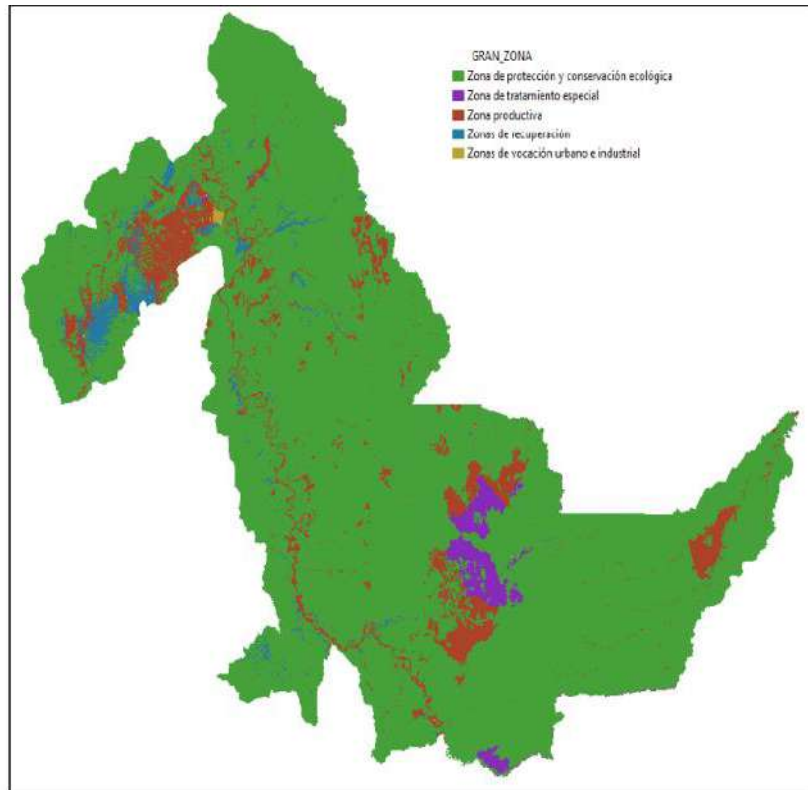 GRAN_ZONA
Zona de protección y conservación ecológica
Zona de tratamiento especial
Zona productiva
Zonas de recuperación
Zonas de vocación urbano e industrial